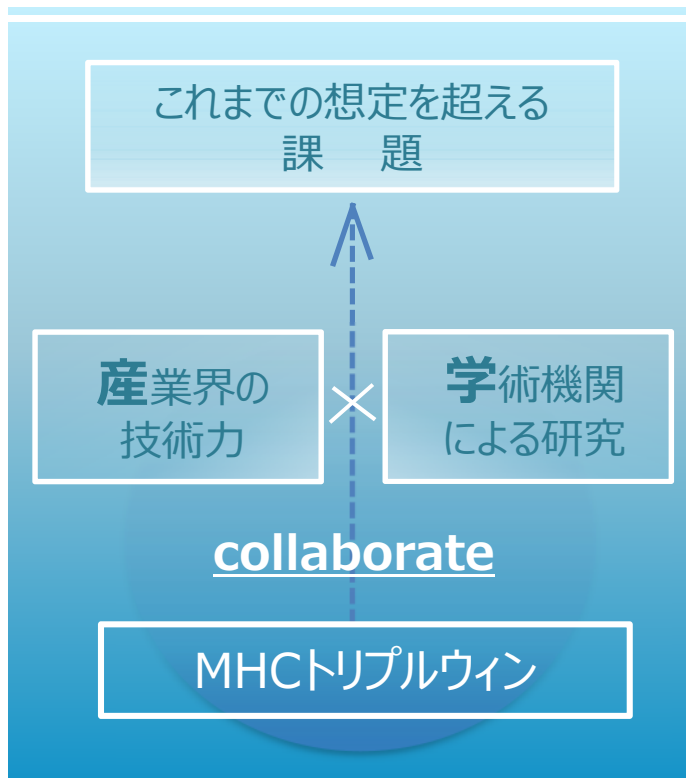 これまでの想定を超える
課　題
産業界の
技術力
×
学術機関
による研究
collaborate
MHCトリプルウィン